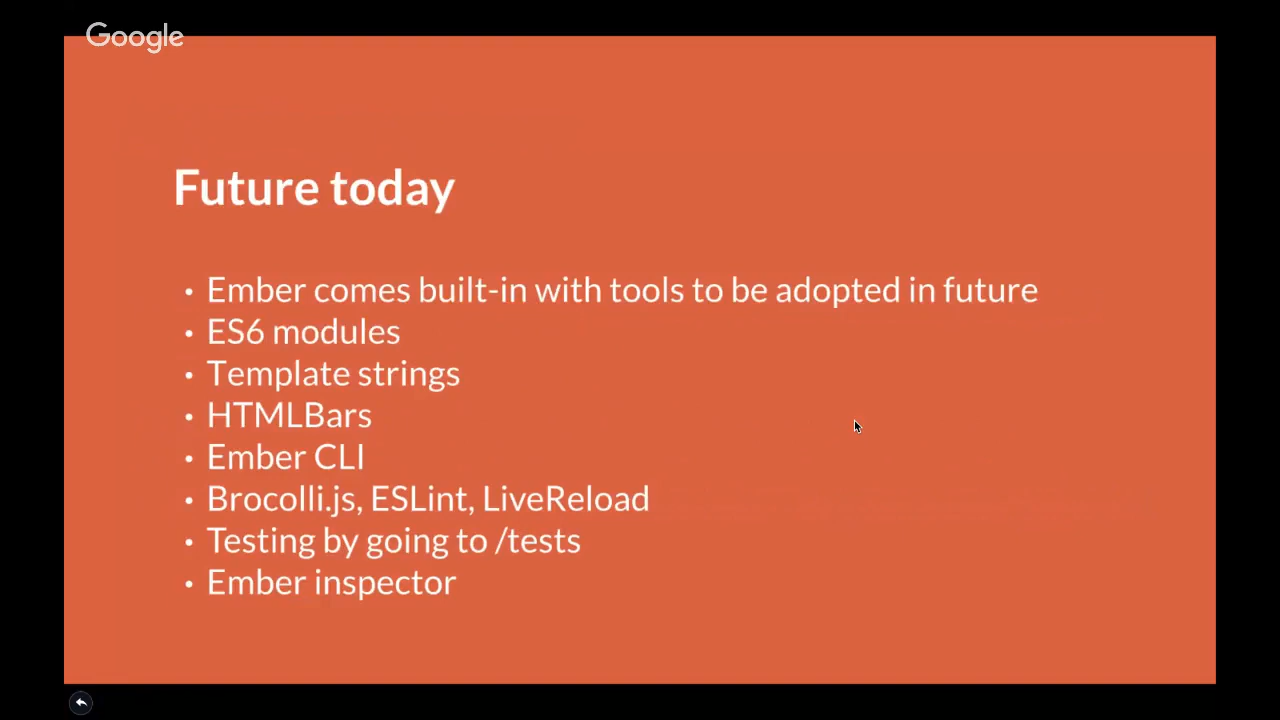 Google
Future today
• Ember comes built-in with tools to be adopted in future
• ES6 modules
• Template strings
• HTMLBars
• Ember CLI
• Brocolli.js, ESLint, LiveReload
• Testing by going to /tests
• Ember inspector